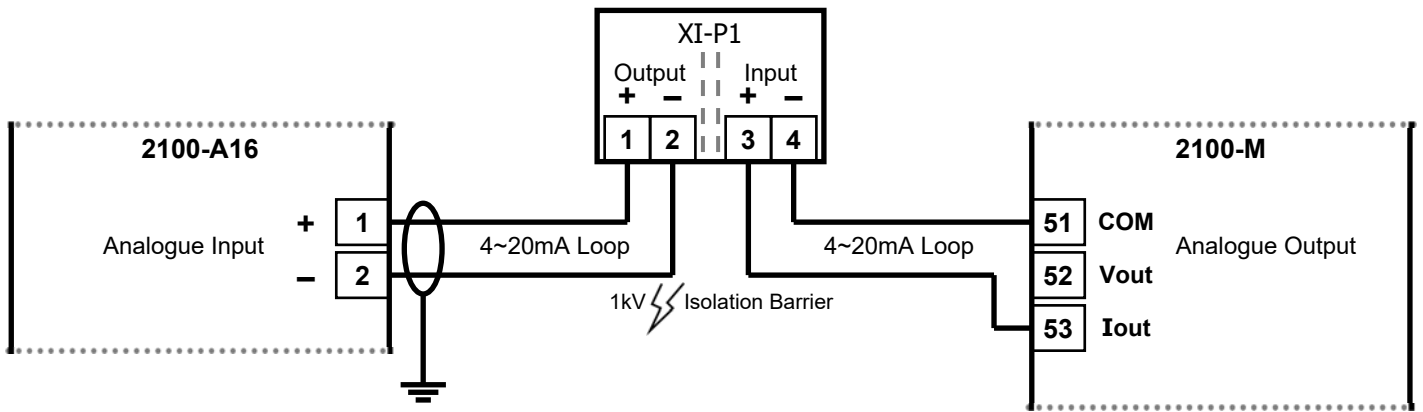 XI-P1
Output Input
+ − + −
1 2 3 4
2100-A16
2100-M
Analogue Input
+ 1
− 2
4~20mA Loop
4~20mA Loop
1kV Isolation Barrier
51 COM
52 Vout
53 Iout
Analogue Output